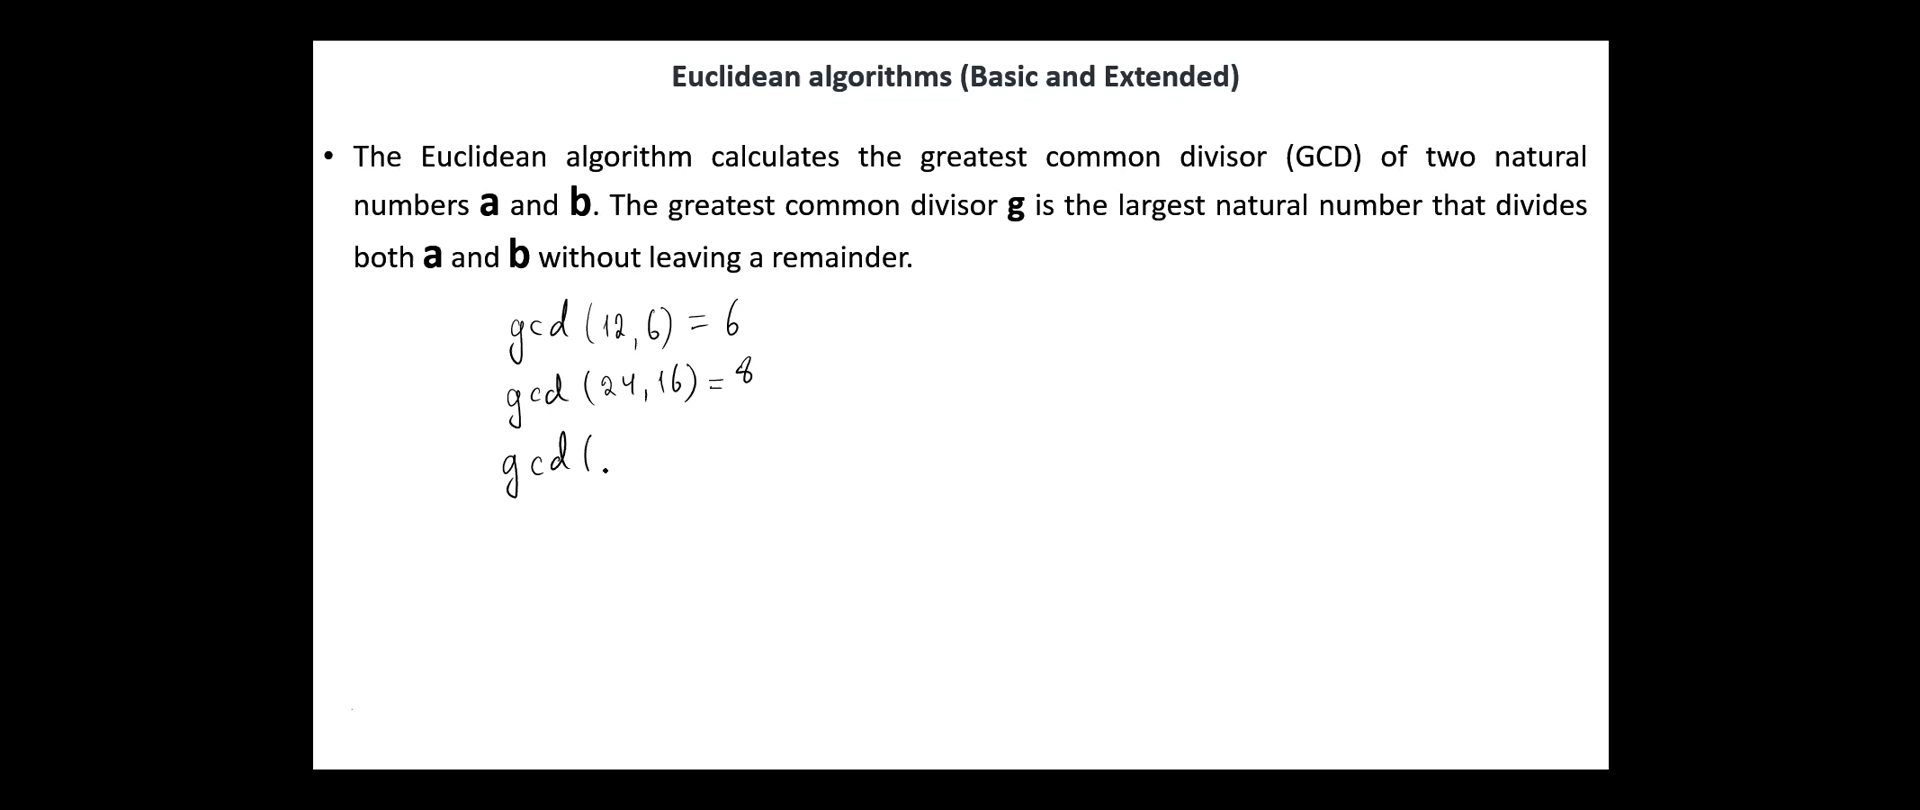 Euclidean algorithms (Basic and Extended)
• The Euclidean algorithm calculates the greatest common divisor (GCD) of two natural
numbers a and b. The greatest common divisor g is the largest natural number that divides
both a and b without leaving a remainder.
gcd (12,6) = 6
gcd (24,16) = 8
gcd (.